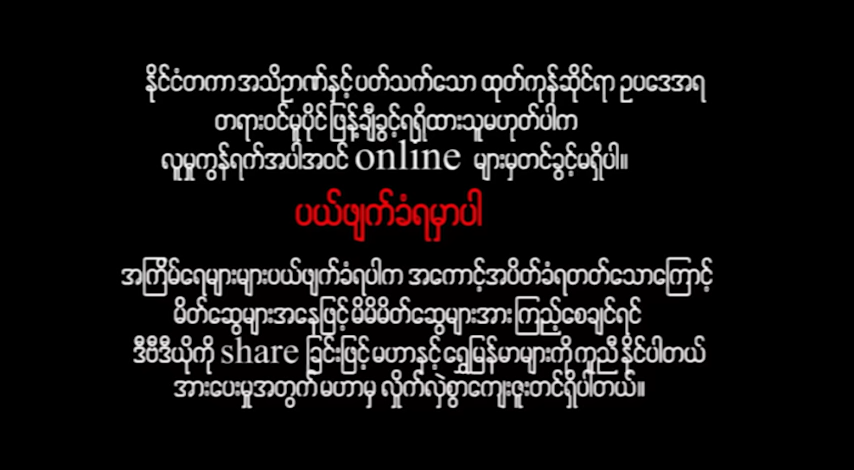 နိုင်ငံတကာ အသိဉာဏ်နှင့် ပတ်သက်သော ထုတ်ကုန်ဆိုင်ရာ ဥပဒေအရ
တရားဝင်မူပိုင် ဖြန့်ချီခွင့်ရရှိထားသူမဟုတ်ပါက
လူမှုကွန်ရက်အပါအဝင် online များမှတင်ခွင့်မရှိပါ။
ပယ်ဖျက်ခံရမှာပါ
အကြိမ်ရေများများပယ်ဖျက်ခံရပါက အကောင့်အပိတ်ခံရတတ်သောကြောင့်
မိတ်ဆွေများအနေဖြင့် မိမိမိတ်ဆွေများအား ကြည့်စေချင်ရင်
ဒီဗီဒီယိုကို share ခြင်းဖြင့် မဟာနှင့် ရွှေမြန်မာများကို ကူညီ နိုင်ပါတယ်
အားပေးမှုအတွက် မဟာမှ လှိုက်လှဲစွာကျေးဇူးတင်ရှိပါတယ်။